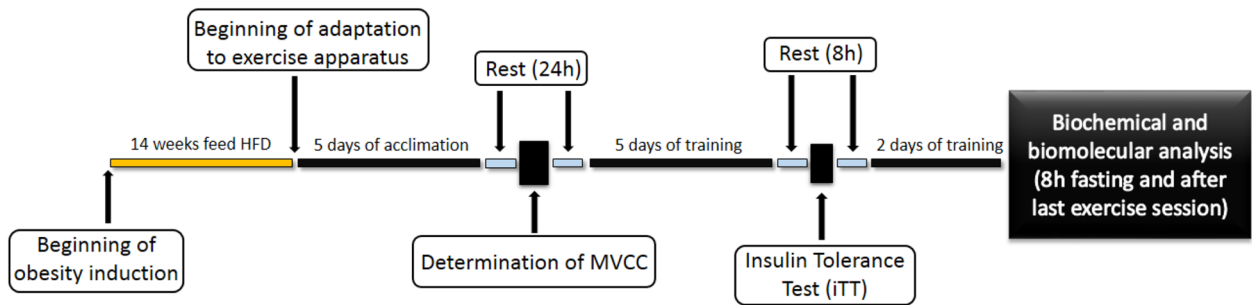 Beginning of adaptation
to exercise apparatus
Rest (24h)
Rest (8h)
14 weeks feed HFD
5 days of acclimation
5 days of training
2 days of training
Biochemical and
biomolecular analysis
(8h fasting and after
last exercise session)
Beginning of
obesity induction
Determination of MVCC
Insulin Tolerance
Test (iTT)